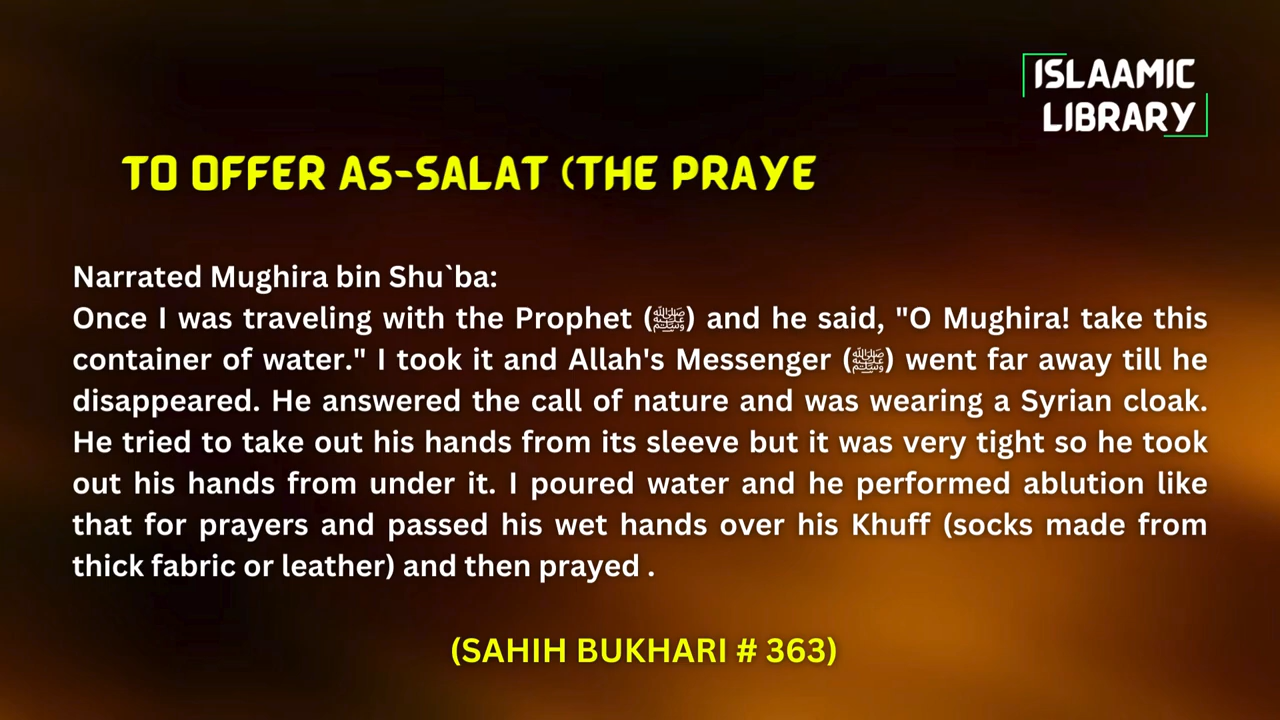 ISLAAMIC
LIBRARY
TO OFFER AS-SALAT (THE PRAYE
Narrated Mughira bin Shu`ba:
Once I was traveling with the Prophet (ﷺ) and he said, "O Mughira! take this
container of water." I took it and Allah's Messenger (ﷺ) went far away till he
disappeared. He answered the call of nature and was wearing a Syrian cloak.
He tried to take out his hands from its sleeve but it was very tight so he took
out his hands from under it. I poured water and he performed ablution like
that for prayers and passed his wet hands over his Khuff (socks made from
thick fabric or leather) and then prayed .
(SAHIH BUKHARI # 363)